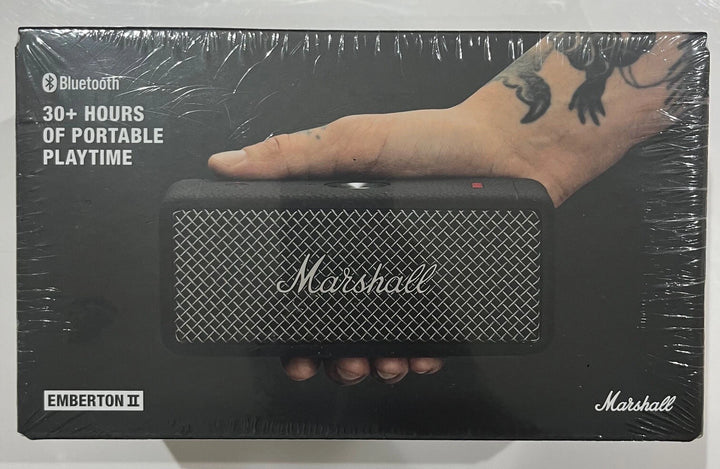 Bluetooth
30+ HOURS
OF PORTABLE
PLAYTIME
Marshall
EMBERTON II
Marshall